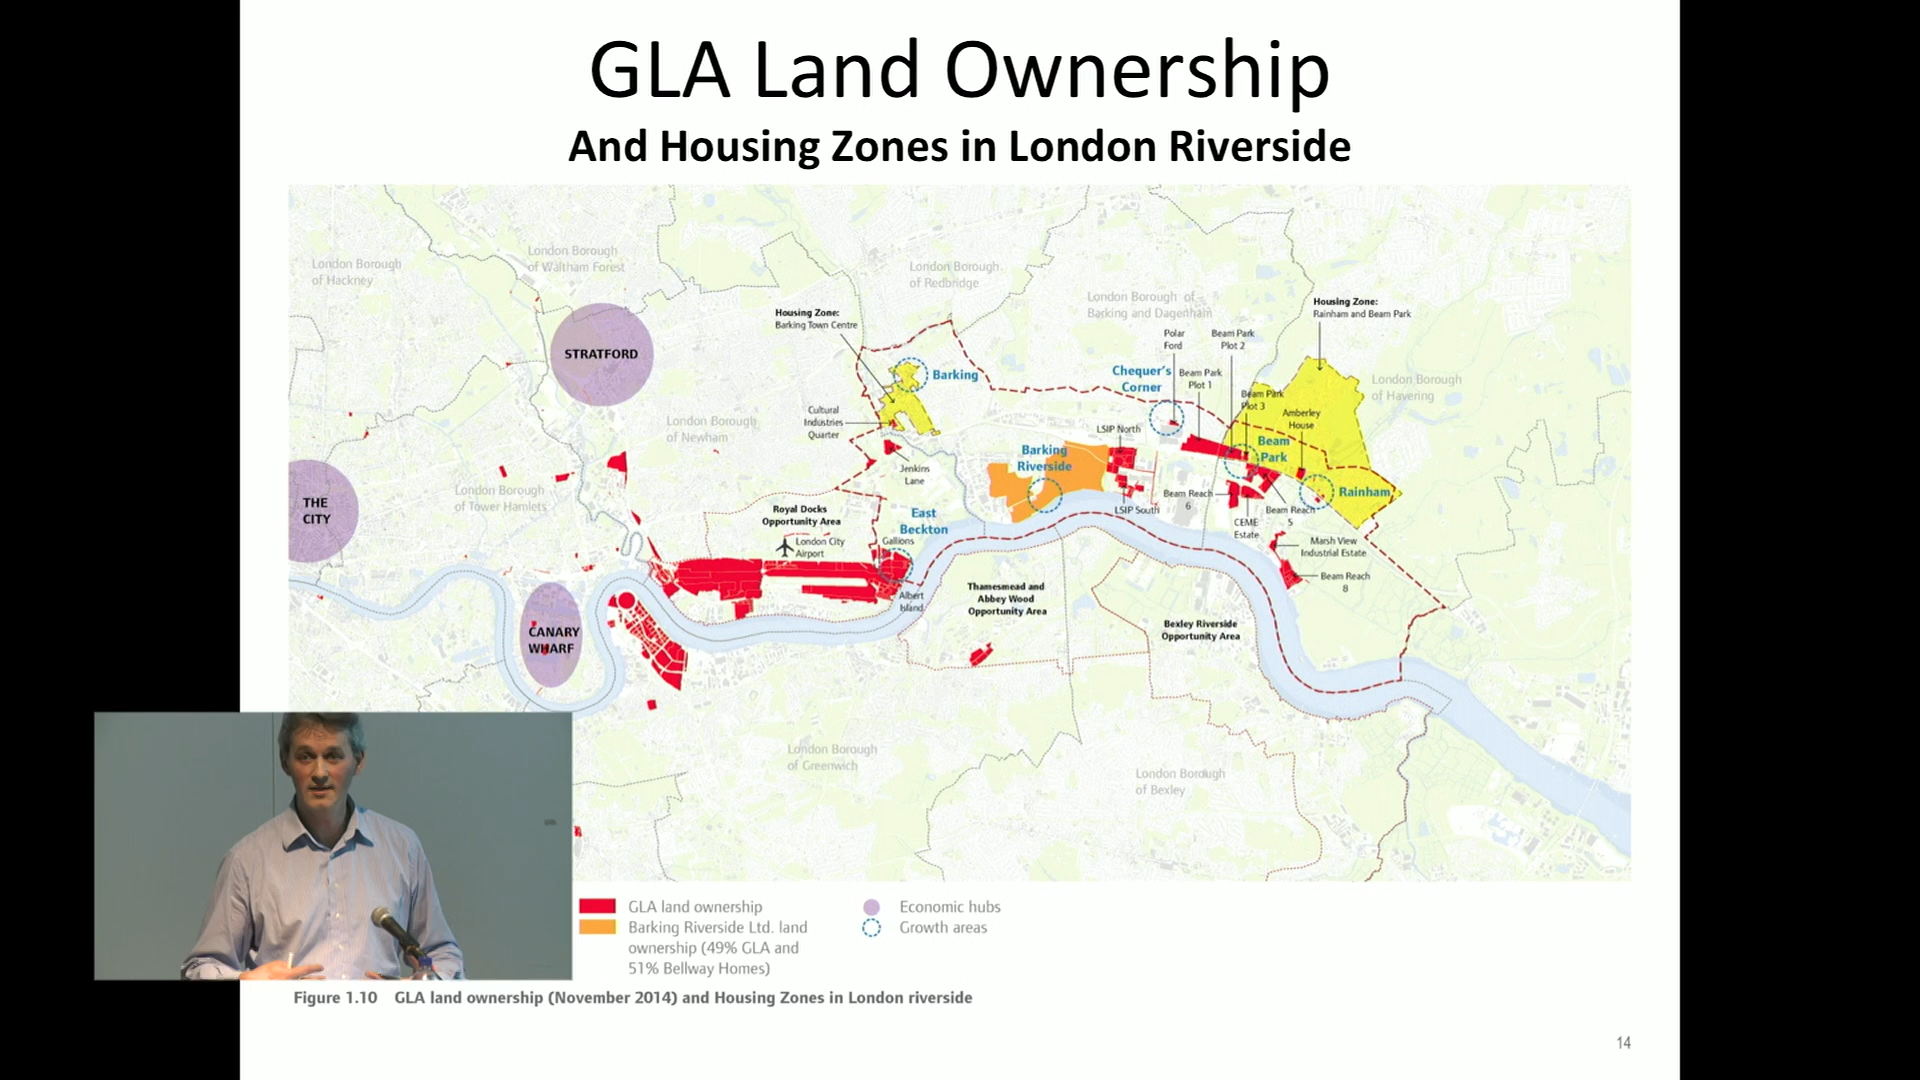 GLA Land Ownership
And Housing Zones in London Riverside
London Borough
of Hackney
London Borough
of Waltham Forest
London Borough
of Redbridge
London Borough of
Barking and Dagenham
Housing Zone:
Rainham and Beam Park
Housing Zone:
Barking Town Centre
Polar
Ford
Beam Park
Plot 2
STRATFORD
Barking
Chequer's
Corner
Beam Park
Plot 1
London Borough
of Havering
Beam Park
Plot 3
Amberley
House
Cultural
Industries
Quarter
London Borough
of Newham
LSIP North
Beam
Park
Barking
Riverside
Jenkins
Lane
THE
CITY
London Borough
of Tower Hamlets
Beam Reach
6
Rainham
LSIP South
Beam Reach
5
CEME
Estate
Royal Docks
Opportunity Area
East
Beckton
London City
Airport
Gallions
Marsh View
Industrial Estate
Beam Reach
8
Albert
Island
Thamesmead and
Abbey Wood
Opportunity Area
CANARY
WHARF
Bexley Riverside
Opportunity Area
London Borough
of Greenwich
London Borough
of Bexley
GLA land ownership
Barking Riverside Ltd. land
ownership (49% GLA and
51% Bellway Homes)
Economic hubs
Growth areas
Figure 1.10 GLA land ownership (November 2014) and Housing Zones in London riverside
14